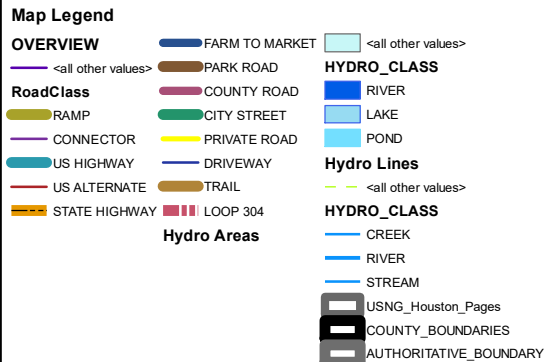 Map Legend
OVERVIEW
<all other values>
RoadClass
RAMP
CONNECTOR
US HIGHWAY
US ALTERNATE
STATE HIGHWAY
FARM TO MARKET
PARK ROAD
COUNTY ROAD
CITY STREET
PRIVATE ROAD
DRIVEWAY
TRAIL
LOOP 304
Hydro Areas
<all other values>
HYDRO_CLASS
RIVER
LAKE
POND
Hydro Lines
<all other values>
HYDRO_CLASS
CREEK
RIVER
STREAM
USNG_Houston_Pages
COUNTY_BOUNDARIES
AUTHORITATIVE_BOUNDARY